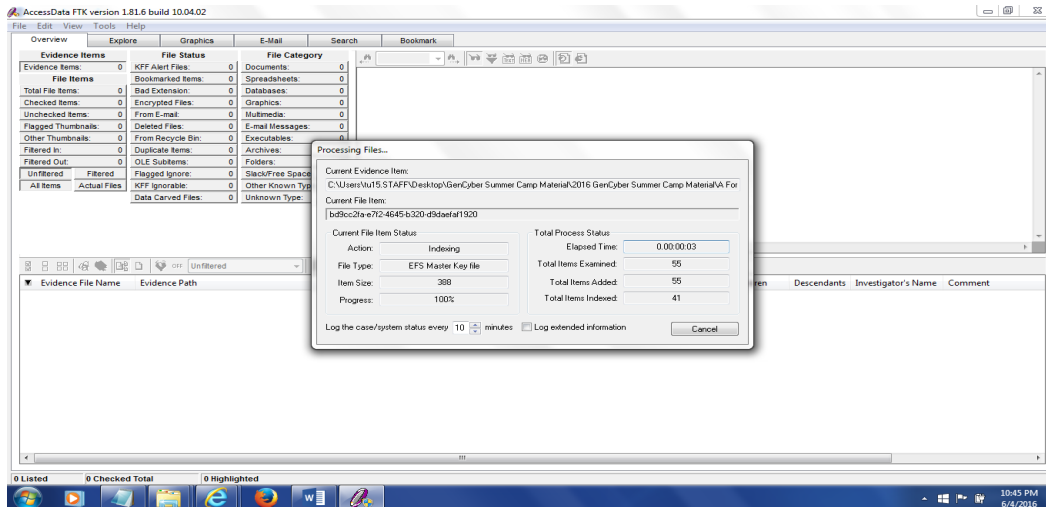 AccessData FTK version 1.81.6 build 10.04.02
File Edit View Tools Help
Overview Explore Graphics E-Mail Search Bookmark
Evidence Items File Status File Category
Evidence Items: 0 KFF Alert Files: 0 Documents: 0
File Items Bookmarked Items: 0 Spreadsheets: 0
Total File Items: 0 Bad Extension: 0 Databases: 0
Checked Items: 0 Encrypted Files: 0 Graphics: 0
Unchecked Items: 0 From E-mail: 0 Multimedia: 0
Flagged Thumbnails: 0 Deleted Files: 0 E-mail Messages: 0
Other Thumbnails: 0 From Recycle Bin: 0 Executables: 0
Filtered In: 0 Duplicate Items: 0 Archives:
Filtered Out: 0 OLE Subitems: 0 Folders:
Unfiltered Filtered Flagged Ignore: 0 Slack/Free Space
All Items Actual Files KFF Ignorable: 0 Other Known Typ
Data Carved Files: 0 Unknown Type:
Processing Files...
Current Evidence Item:
C:\Users\tu15.STAFF\Desktop\GenCyber Summer Camp Material\2016 GenCyber Summer Camp Material\A For
Current File Item:
bd9cc2fa-e7f2-4645-b320-d9daefaf1920
Current File Item Status Total Process Status
Action: Indexing Elapsed Time: 0.00:00:03
File Type: EFS Master Key file Total Items Examined: 55
Item Size: 388 Total Items Added: 55
Progress: 100% Total Items Indexed: 41
Log the case/system status every 10 minutes Log extended information Cancel
OFF Unfiltered
Evidence File Name Evidence Path ren Descendants Investigator's Name Comment
0 Listed 0 Checked Total 0 Highlighted
10:45 PM
6/4/2016